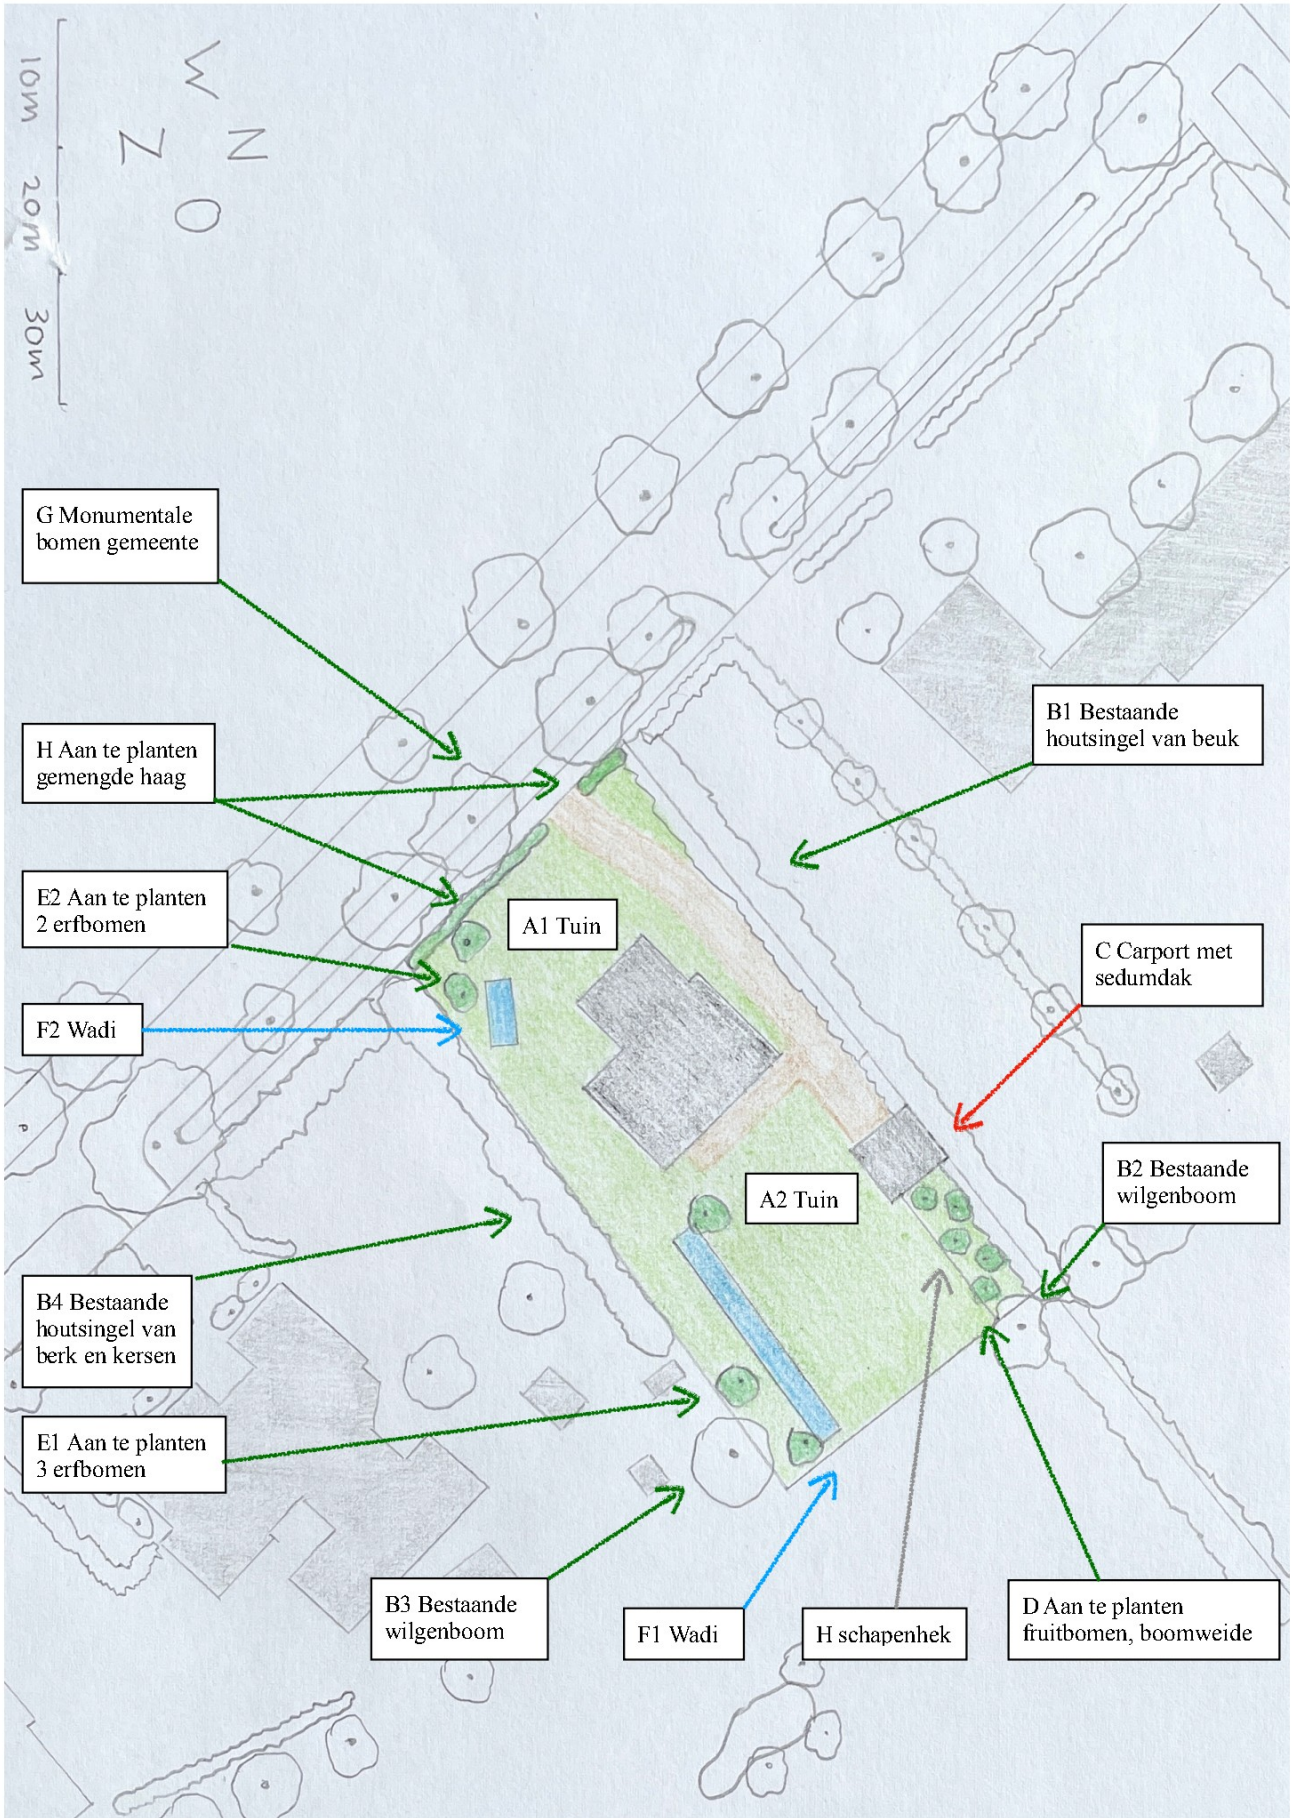 W
N
Z
O
10m 20m 30m
G Monumentale
bomen gemeente
H Aan te planten
gemengde haag
B1 Bestaande
houtsingel van beuk
E2 Aan te planten
2 erfbomen
A1 Tuin
C Carport met
sedumdak
F2 Wadi
B2 Bestaande
wilgenboom
A2 Tuin
B4 Bestaande
houtsingel van
berk en kersen
E1 Aan te planten
3 erfbomen
B3 Bestaande
wilgenboom
F1 Wadi
H schapenhek
D Aan te planten
fruitbomen, boomweide